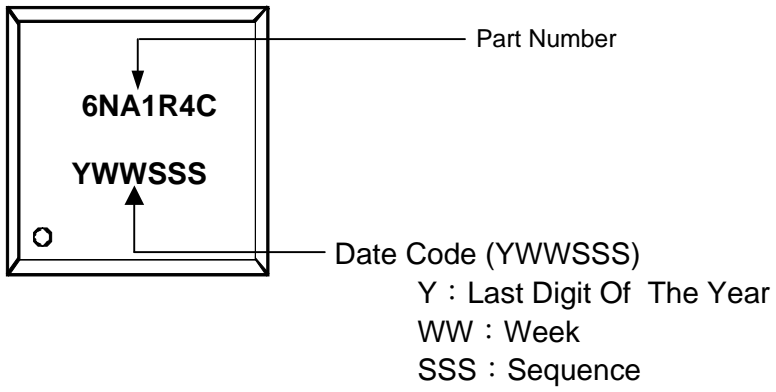 Part Number
6NA1R4C
YWWSSS
Date Code (YWWSSS)
Y：Last Digit Of The Year
WW：Week
SSS：Sequence